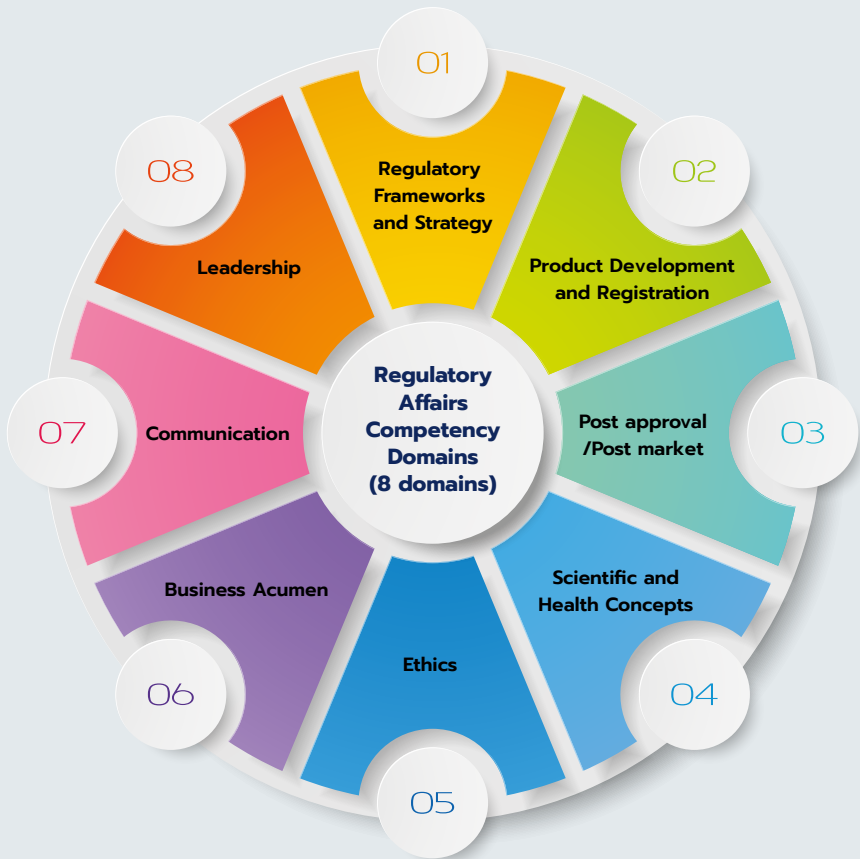 Regulatory
Affairs
Competency
Domains
(8 domains)
01
Regulatory
Frameworks
and Strategy
02
Product Development
and Registration
03
Post approval
/Post market
04
Scientific and
Health Concepts
05
Ethics
06
Business Acumen
07
Communication
08
Leadership